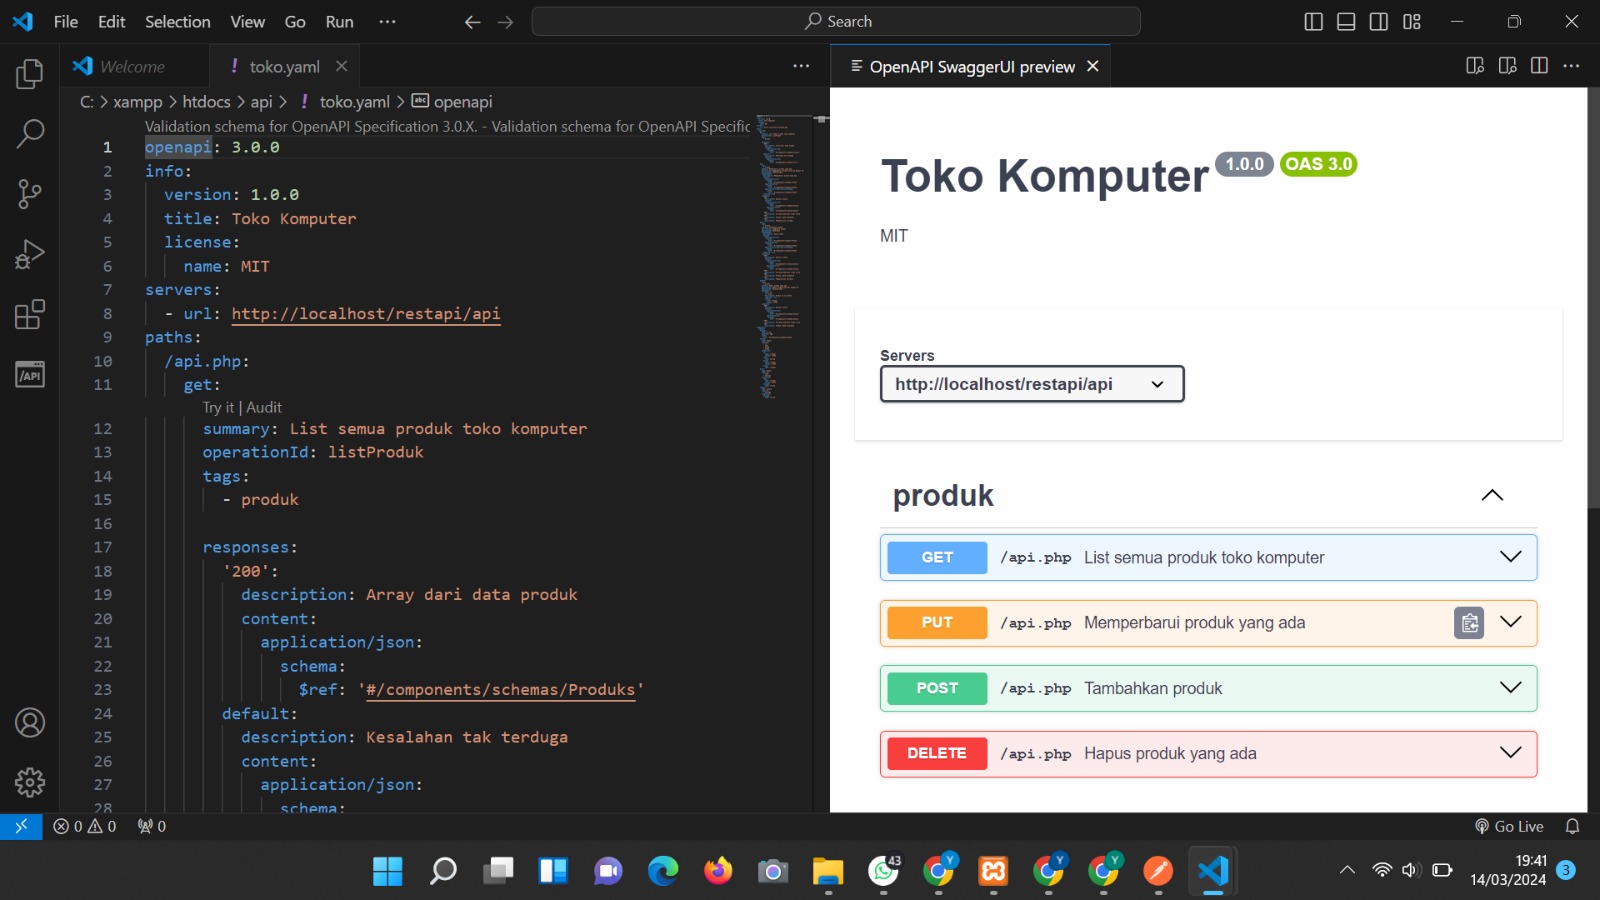 File Edit Selection View Go Run ··· Search
Welcome ! toko.yaml
C: > xampp > htdocs > api > ! toko.yaml > abc openapi
Validation schema for OpenAPI Specification 3.0.X. - Validation schema for OpenAPI Specific
1 openapi: 3.0.0
2 info:
3 version: 1.0.0
4 title: Toko Komputer
5 license:
6 name: MIT
7 servers:
8 - url: http://localhost/restapi/api
9 paths:
10 /api.php:
11 get:
Try it | Audit
12 summary: List semua produk toko komputer
13 operationId: listProduk
14 tags:
15 - produk
16
17 responses:
18 '200':
19 description: Array dari data produk
20 content:
21 application/json:
22 schema:
23 $ref: '#/components/schemas/Produks'
24 default:
25 description: Kesalahan tak terduga
26 content:
27 application/json:
28 schema:
OpenAPI SwaggerUI preview
Toko Komputer 1.0.0 OAS 3.0
MIT
Servers
http://localhost/restapi/api
produk
GET /api.php List semua produk toko komputer
PUT /api.php Memperbarui produk yang ada
POST /api.php Tambahkan produk
DELETE /api.php Hapus produk yang ada
/API
0 0 0 Go Live
43 Y Y Y
19:41
14/03/2024 3